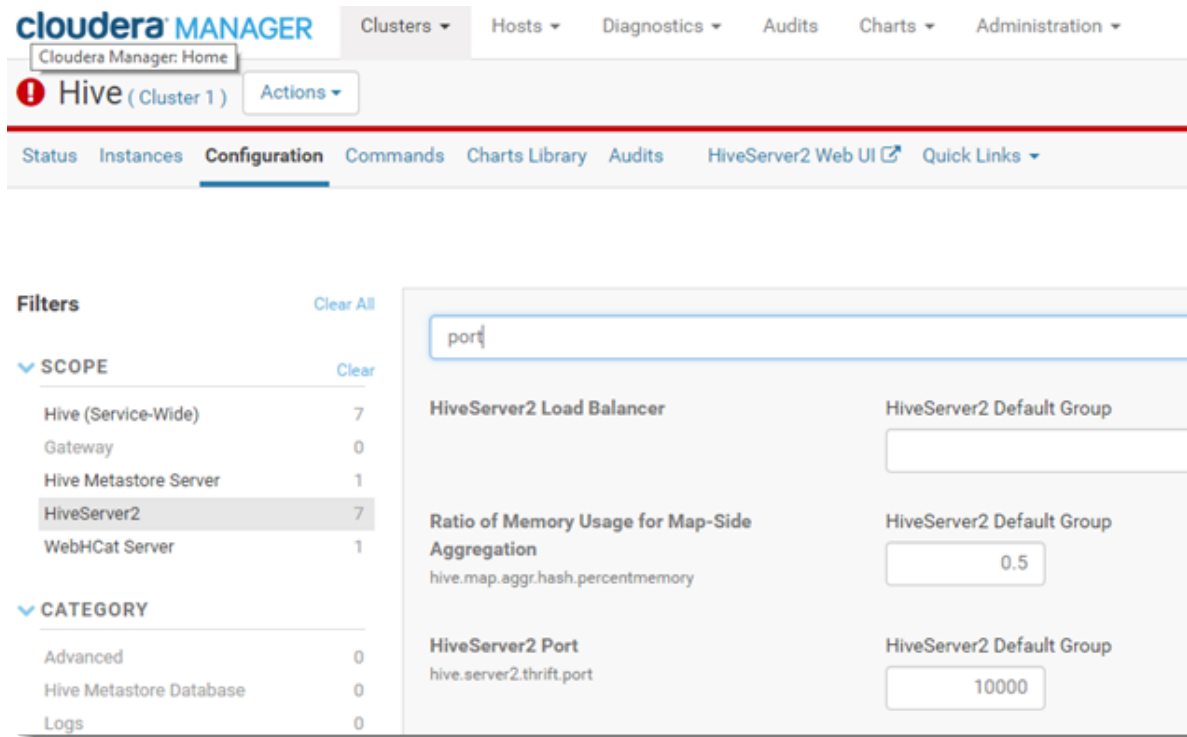 cloudera MANAGER Clusters Hosts Diagnostics Audits Charts Administration
Cloudera Manager: Home
Hive ( Cluster 1 ) Actions
Status Instances Configuration Commands Charts Library Audits HiveServer2 Web UI Quick Links
Filters Clear All
port
SCOPE Clear
Hive (Service-Wide) 7
Gateway 0
Hive Metastore Server 1
HiveServer2 7
WebHCat Server 1
CATEGORY
Advanced 0
Hive Metastore Database 0
Logs 0
HiveServer2 Load Balancer HiveServer2 Default Group
Ratio of Memory Usage for Map-Side HiveServer2 Default Group
Aggregation
0.5
hive.map.aggr.hash.percentmemory
HiveServer2 Port HiveServer2 Default Group
hive.server2.thrift.port
10000